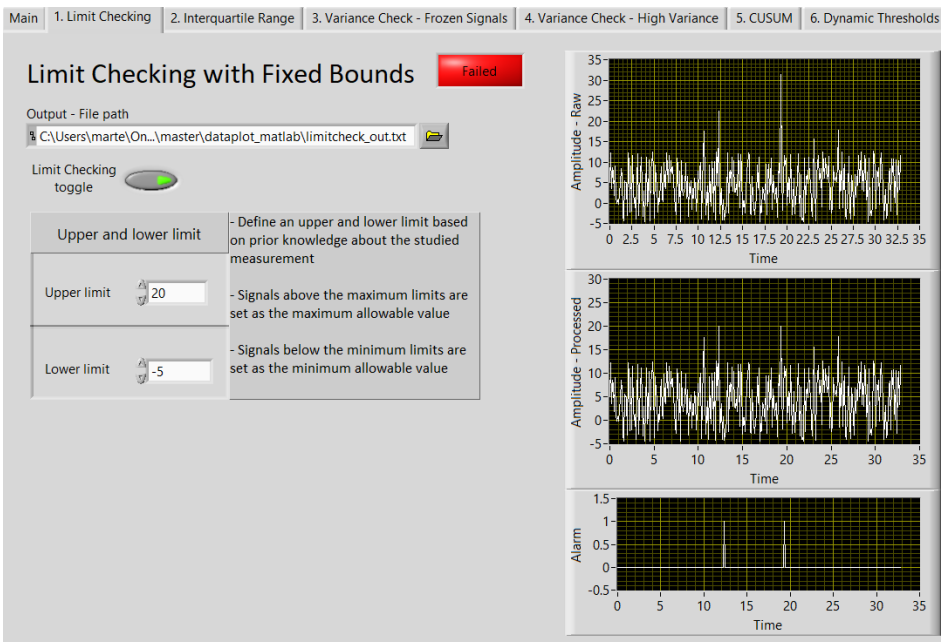 Main
1. Limit Checking
2. Interquartile Range
3. Variance Check - Frozen Signals
4. Variance Check - High Variance
5. CUSUM
6. Dynamic Thresholds
Limit Checking with Fixed Bounds
Failed
Output - File path
C:\Users\marte\On...\master\dataplot_matlab\limitcheck_out.txt
Limit Checking
toggle
Upper and lower limit
Upper limit
20
Lower limit
-5
- Define an upper and lower limit based
on prior knowledge about the studied
measurement
- Signals above the maximum limits are
set as the maximum allowable value
- Signals below the minimum limits are
set as the minimum allowable value
Amplitude - Raw
35
30
25
20
15
10
5
0
-5
0 2.5 5 7.5 10 12.5 15 17.5 20 22.5 25 27.5 30 32.5 35
Time
Amplitude - Processed
30
25
20
15
10
5
0
-5
0 5 10 15 20 25 30 35
Time
Alarm
1.5
1
0.5
0
-0.5
0 5 10 15 20 25 30 35
Time